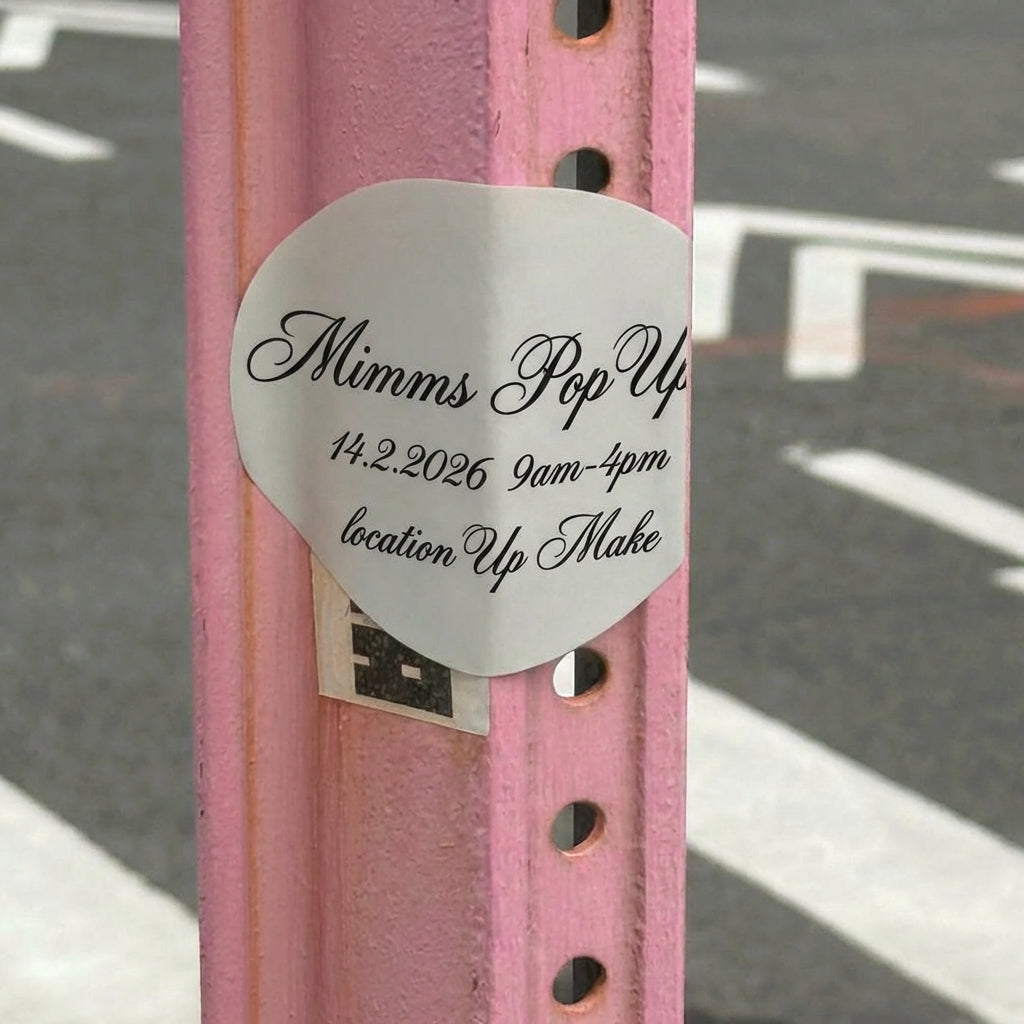 Mimms Pop Up
14.2.2026 9am-4pm
location Up Make